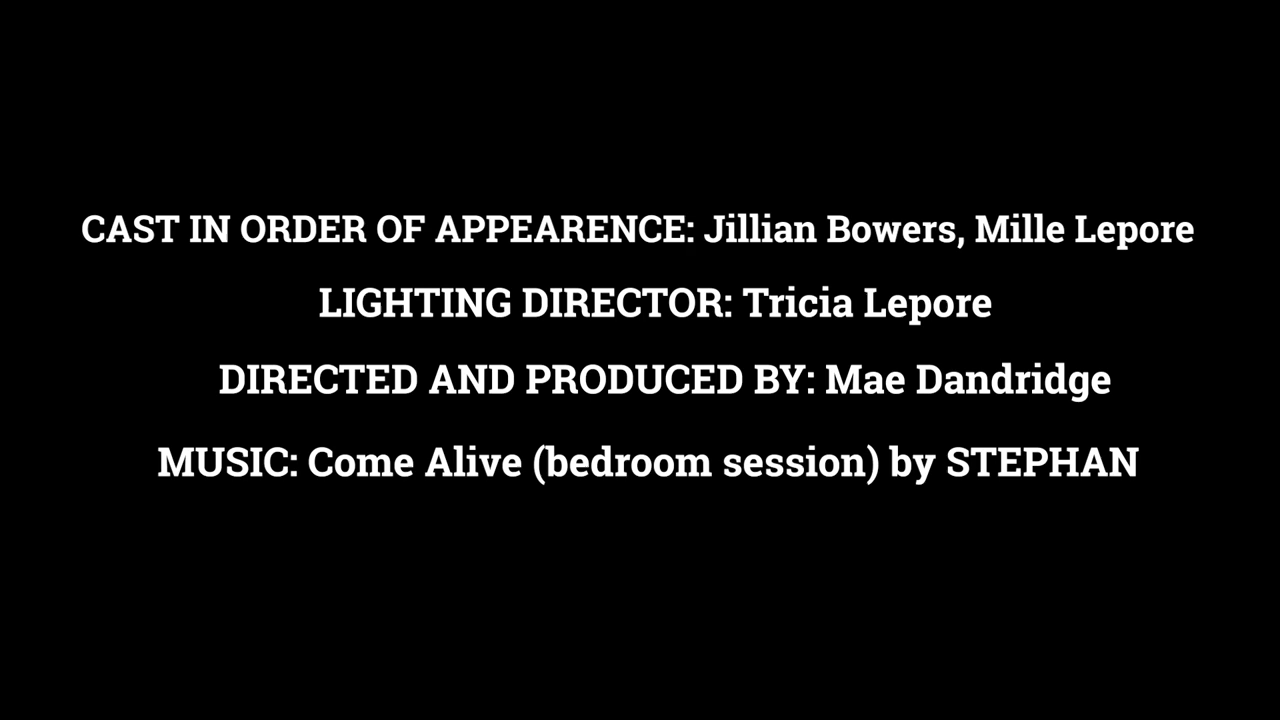 CAST IN ORDER OF APPEARENCE: Jillian Bowers, Mille Lepore
LIGHTING DIRECTOR: Tricia Lepore
DIRECTED AND PRODUCED BY: Mae Dandridge
MUSIC: Come Alive (bedroom session) by STEPHAN